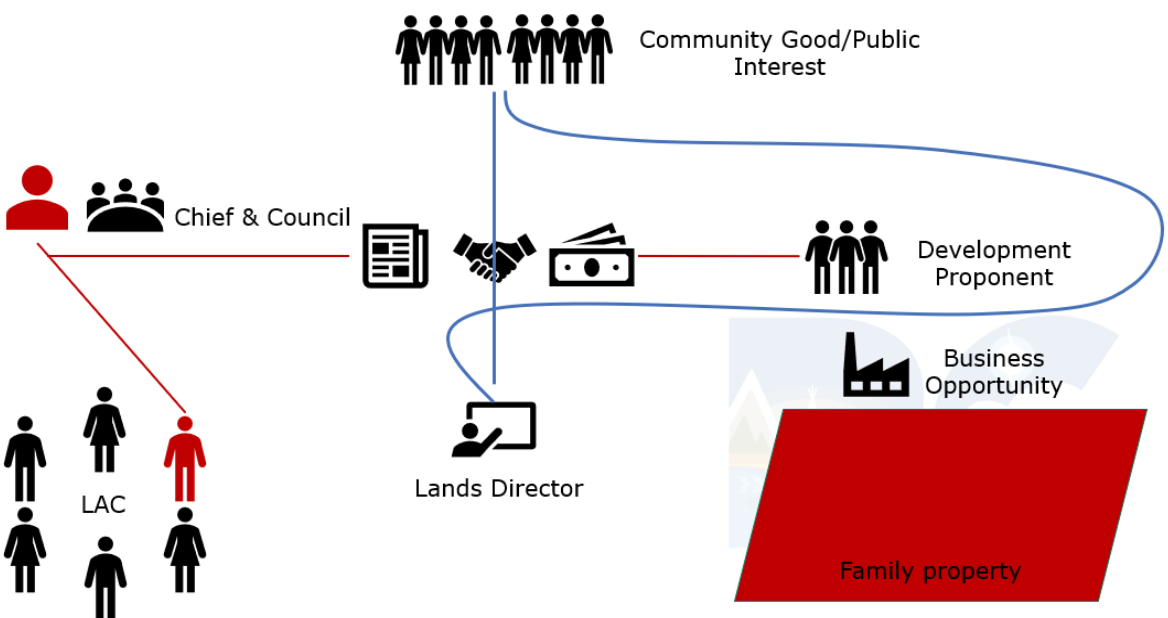 Community Good/Public
Interest
Chief & Council
Development
Proponent
Business
Opportunity
Lands Director
LAC
Family property